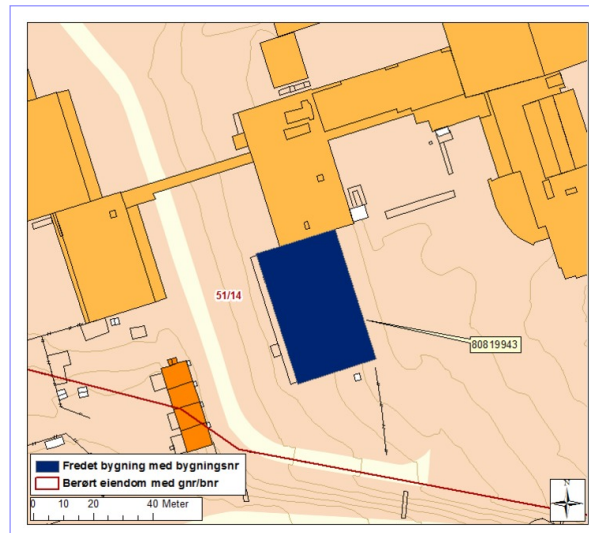 51/14
80819943
Fredet bygning med bygningsnr
Berørt eiendom med gnr/bnr
0 10 20 40 Meter
N